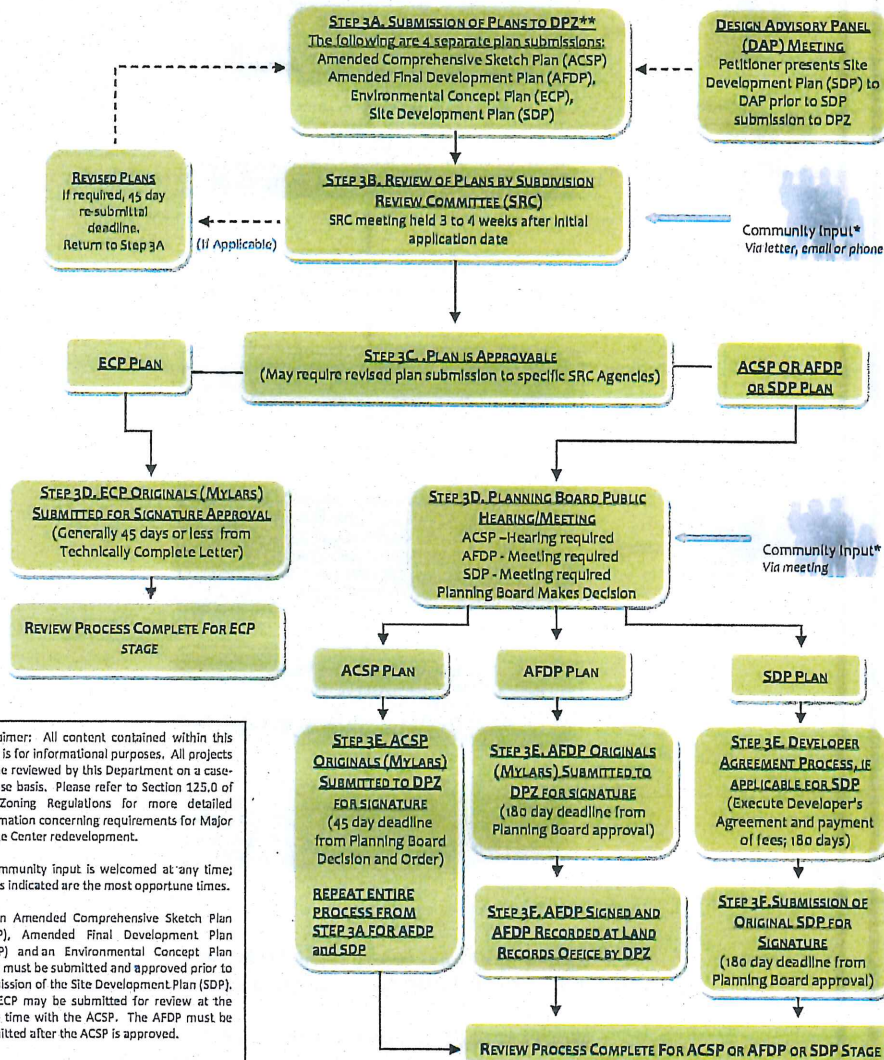 STEP 3A. SUBMISSION OF PLANS TO DPZ**
The following are 4 separate plan submissions:
Amended Comprehensive Sketch Plan (ACSP)
Amended Final Development Plan (AFDP),
Environmental Concept Plan (ECP),
Site Development Plan (SDP)
DESIGN ADVISORY PANEL
(DAP) MEETING
Petitioner presents Site
Development Plan (SDP) to
DAP prior to SDP
submission to DPZ
REVISED PLANS
If required, 45 day
re-submittal
deadline.
Return to Step 3A
(If Applicable)
STEP 3B. REVIEW OF PLANS BY SUBDIVISION
REVIEW COMMITTEE (SRC)
SRC meeting held 3 to 4 weeks after initial
application date
Community Input*
Via letter, email or phone
ECP PLAN
STEP 3C. .PLAN IS APPROVABLE
(May require revised plan submission to specific SRC Agencies)
ACSP OR AFDP
OR SDP PLAN
STEP 3D. ECP ORIGINALS (MYLARS)
SUBMITTED FOR SIGNATURE APPROVAL
(Generally 45 days or less from
Technically Complete Letter)
STEP 3D. PLANNING BOARD PUBLIC
HEARING/MEETING
ACSP –Hearing required
AFDP - Meeting required
SDP - Meeting required
Planning Board Makes Decision
Community Input*
Via meeting
REVIEW PROCESS COMPLETE FOR ECP
STAGE
ACSP PLAN
AFDP PLAN
SDP PLAN
STEP 3E. ACSP
ORIGINALS (MYLARS)
SUBMITTED TO DPZ
FOR SIGNATURE
(45 day deadline
from Planning Board
Decision and Order)
REPEAT ENTIRE
PROCESS FROM
STEP 3A FOR AFDP
AND SDP
STEP 3E. AFDP ORIGINALS
(MYLARS) SUBMITTED TO
DPZ FOR SIGNATURE
(180 day deadline from
Planning Board approval)
STEP 3F. AFDP SIGNED AND
AFDP RECORDED AT LAND
RECORDS OFFICE BY DPZ
STEP 3E. DEVELOPER
AGREEMENT PROCESS, IF
APPLICABLE FOR SDP
(Execute Developer's
Agreement and payment
of fees; 180 days)
STEP 3F. SUBMISSION OF
ORIGINAL SDP FOR
SIGNATURE
(180 day deadline from
Planning Board approval)
REVIEW PROCESS COMPLETE FOR ACSP OR AFDP OR SDP STAGE
aimer: All content contained within this
is for informational purposes. All projects
e reviewed by this Department on a case-
se basis. Please refer to Section 125.0 of
Zoning Regulations for more detailed
mation concerning requirements for Major
e Center redevelopment.
mmunity input is welcomed at any time;
s indicated are the most opportune times.
n Amended Comprehensive Sketch Plan
P), Amended Final Development Plan
P) and an Environmental Concept Plan
must be submitted and approved prior to
mission of the Site Development Plan (SDP).
ECP may be submitted for review at the
time with the ACSP. The AFDP must be
mitted after the ACSP is approved.